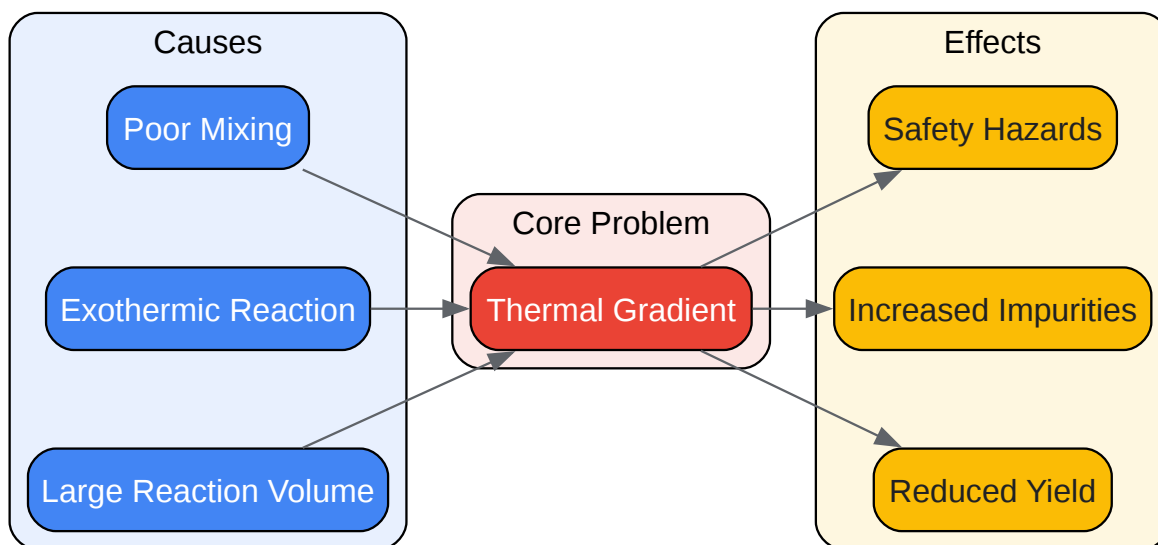 Causes
Poor Mixing
Exothermic Reaction
Large Reaction Volume
Core Problem
Thermal Gradient
Effects
Safety Hazards
Increased Impurities
Reduced Yield